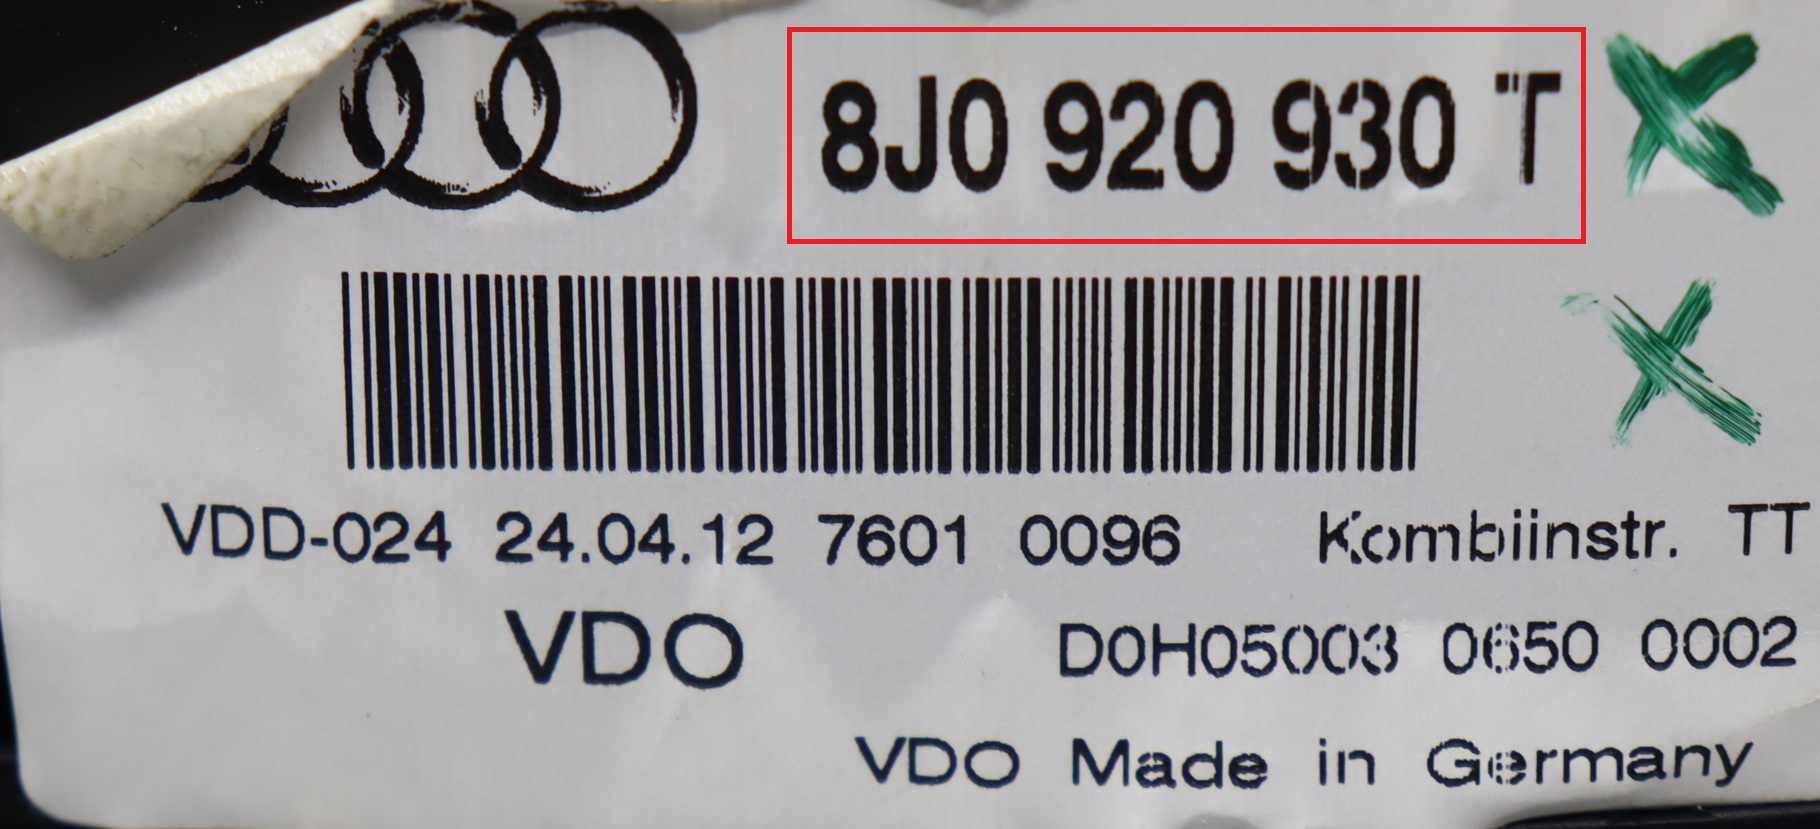 8J0 920 930 T
VDD-024 24.04.12 7601 0096 Kombiinstr. TT
VDO D0H05003 0650 0002
VDO Made in Germany